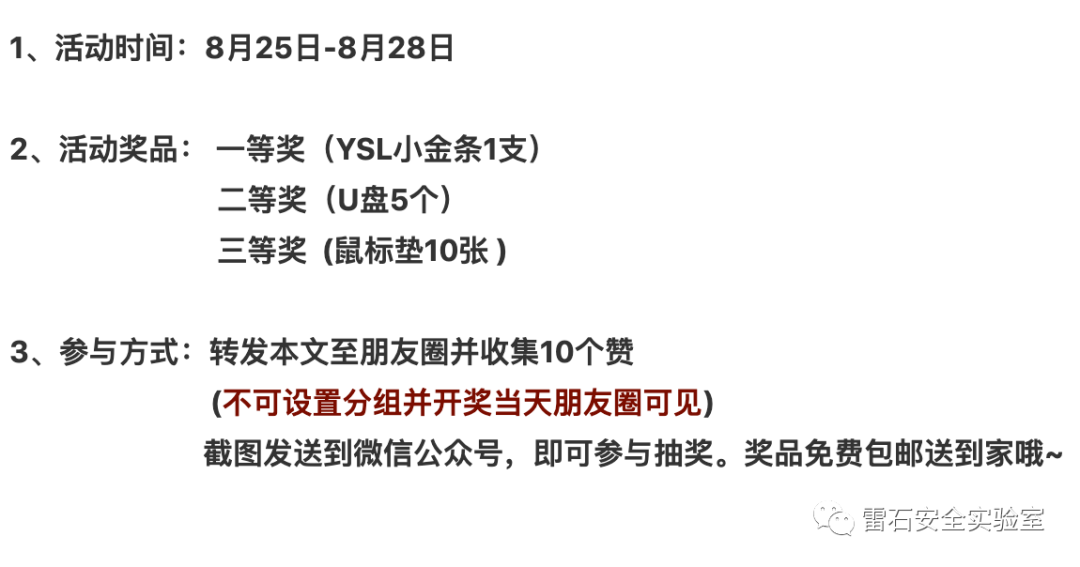 1、活动时间：8月25日-8月28日
2、活动奖品： 一等奖（YSL小金条1支）
二等奖（U盘5个）
三等奖 (鼠标垫10张 )
3、参与方式：转发本文至朋友圈并收集10个赞
(不可设置分组并开奖当天朋友圈可见)
截图发送到微信公众号，即可参与抽奖。奖品免费包邮送到家哦~
雷石安全实验室